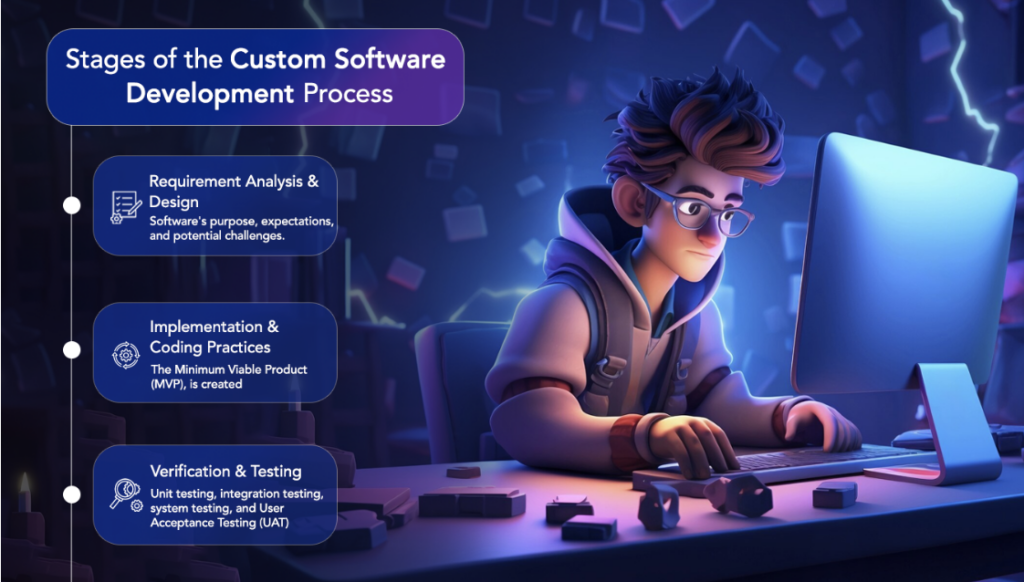 Stages of the Custom Software
Development Process
Requirement Analysis &
Design
Software's purpose, expectations,
and potential challenges.
Implementation &
Coding Practices
The Minimum Viable Product
(MVP), is created
Verification & Testing
Unit testing, integration testing,
system testing, and User
Acceptance Testing (UAT)